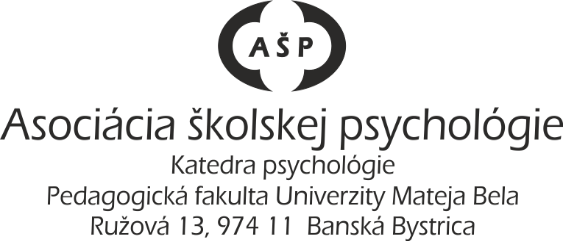 AŠP
Asociácia školskej psychológie
Katedra psychológie
Pedagogická fakulta Univerzity Mateja Bela
Ružová 13, 974 11 Banská Bystrica